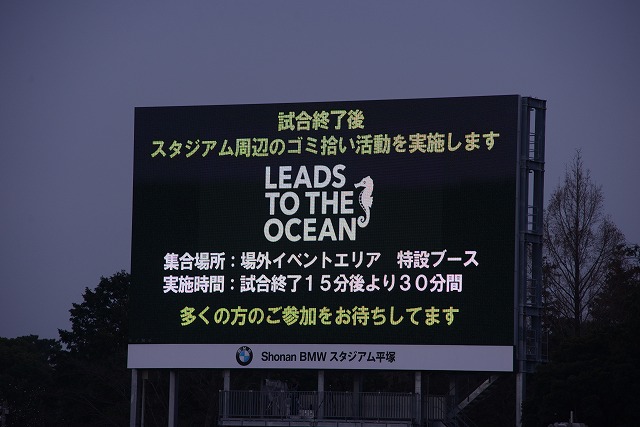 試合終了後
スタジアム周辺のゴミ拾い活動を実施します
LEADS
TO THE
OCEAN
集合場所：場外イベントエリア　特設ブース
実施時間：試合終了１５分後より３０分間
多くの方のご参加をお待ちしてます
Shonan BMW スタジアム平塚